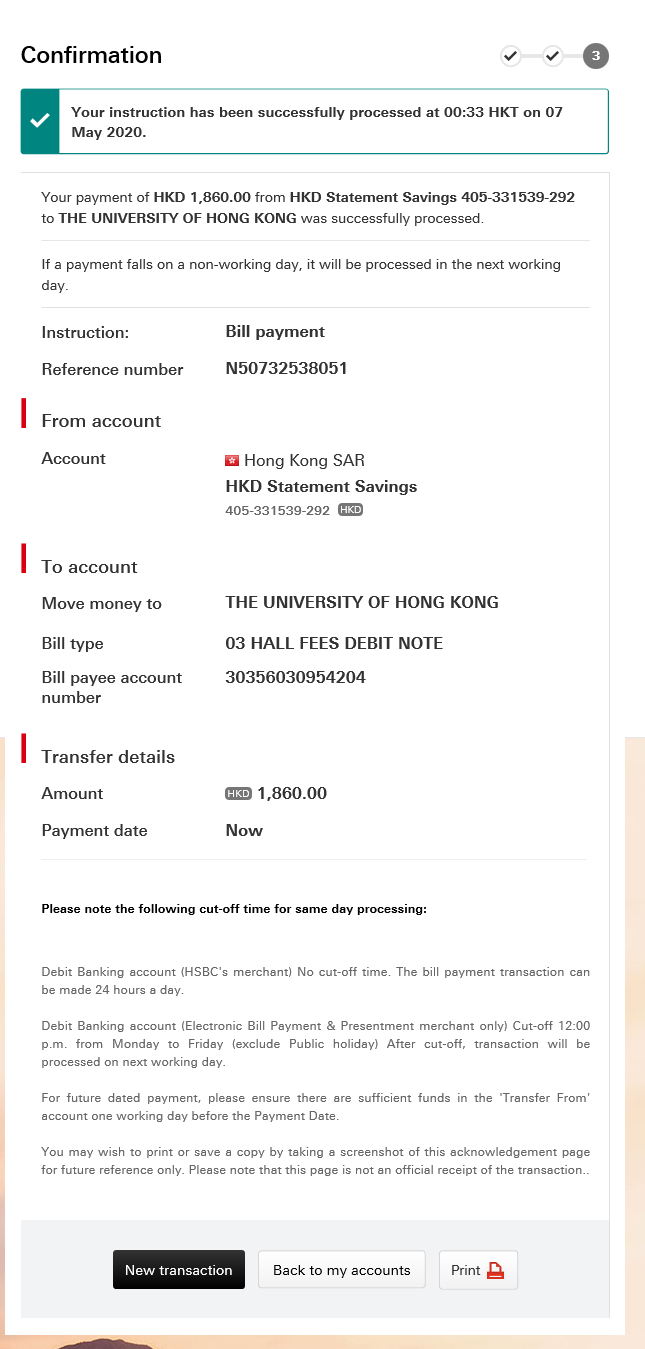 Confirmation
3
Your instruction has been successfully processed at 00:33 HKT on 07
May 2020.
Your payment of HKD 1,860.00 from HKD Statement Savings 405-331539-292
to THE UNIVERSITY OF HONG KONG was successfully processed.
If a payment falls on a non-working day, it will be processed in the next working
day.
Instruction: Bill payment
Reference number N50732538051
From account
Account Hong Kong SAR
HKD Statement Savings
405-331539-292 HKD
To account
Move money to THE UNIVERSITY OF HONG KONG
Bill type 03 HALL FEES DEBIT NOTE
Bill payee account 30356030954204
number
Transfer details
Amount HKD 1,860.00
Payment date Now
Please note the following cut-off time for same day processing:
Debit Banking account (HSBC's merchant) No cut-off time. The bill payment transaction can
be made 24 hours a day.
Debit Banking account (Electronic Bill Payment & Presentment merchant only) Cut-off 12:00
p.m. from Monday to Friday (exclude Public holiday) After cut-off, transaction will be
processed on next working day.
For future dated payment, please ensure there are sufficient funds in the 'Transfer From'
account one working day before the Payment Date.
You may wish to print or save a copy by taking a screenshot of this acknowledgement page
for future reference only. Please note that this page is not an official receipt of the transaction..
New transaction Back to my accounts Print